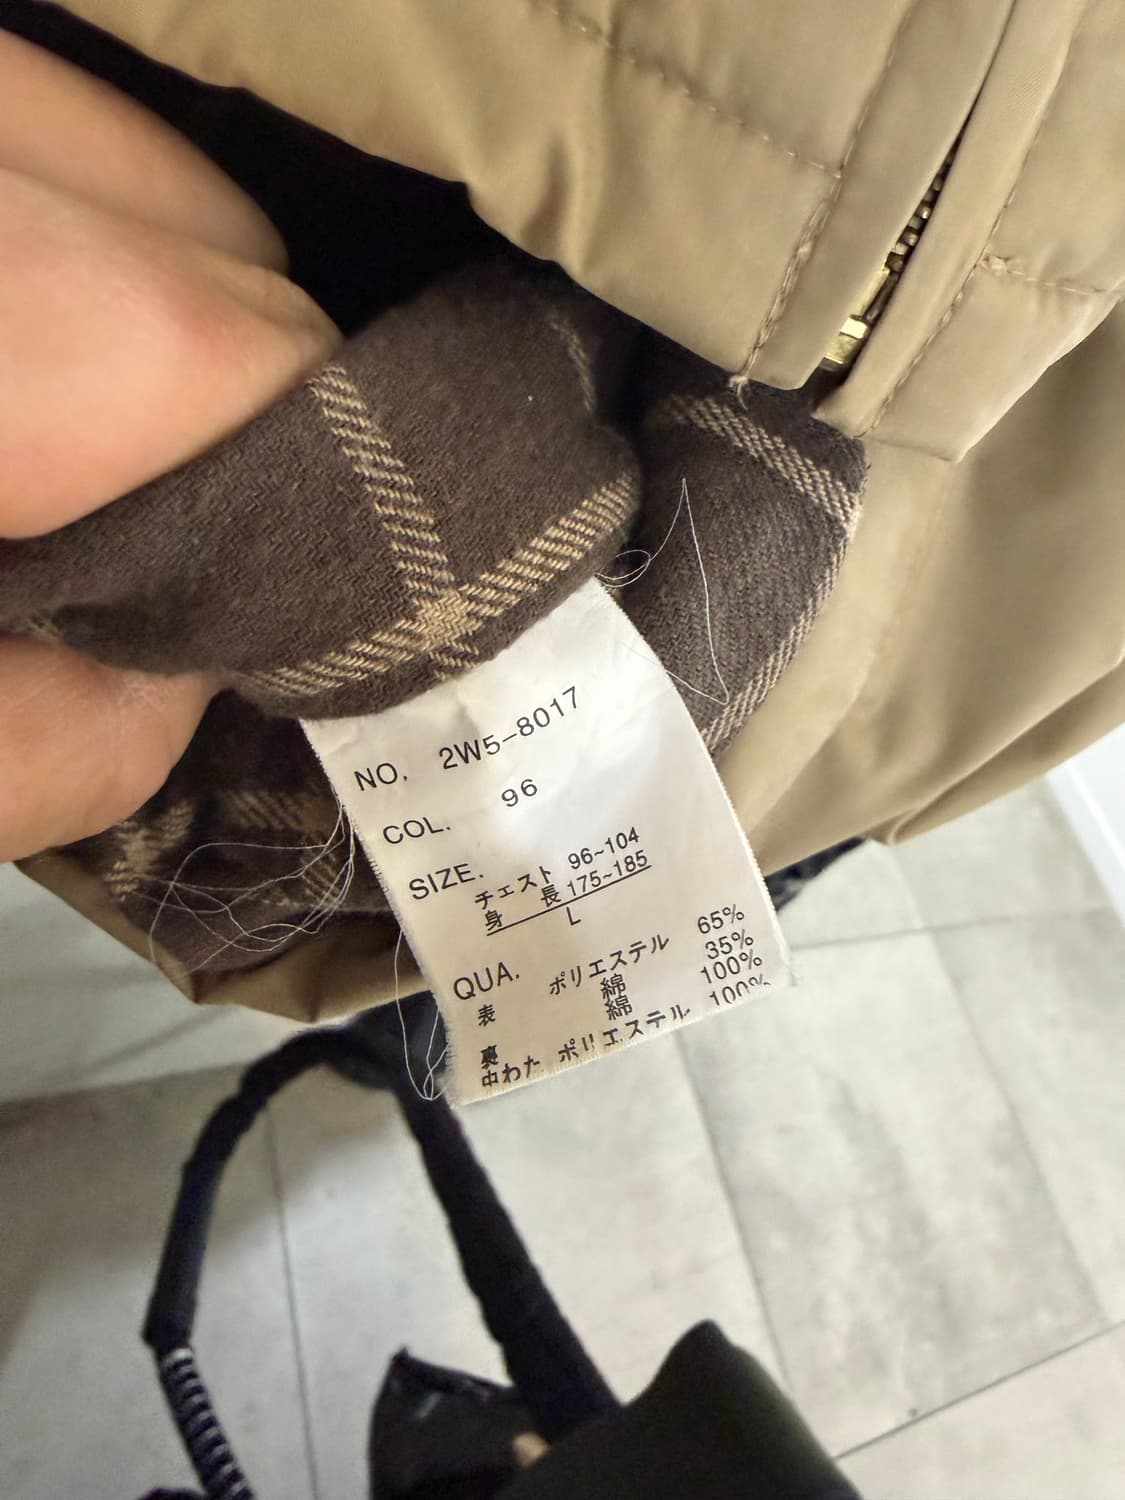 NO. 2W5-8017
COL. 96
SIZE.
チェスト 96~104
身長 175~185
L
QUA.
表 ポリエステル 65%
綿 35%
裏 綿 100%
中わた ポリエステル 100%